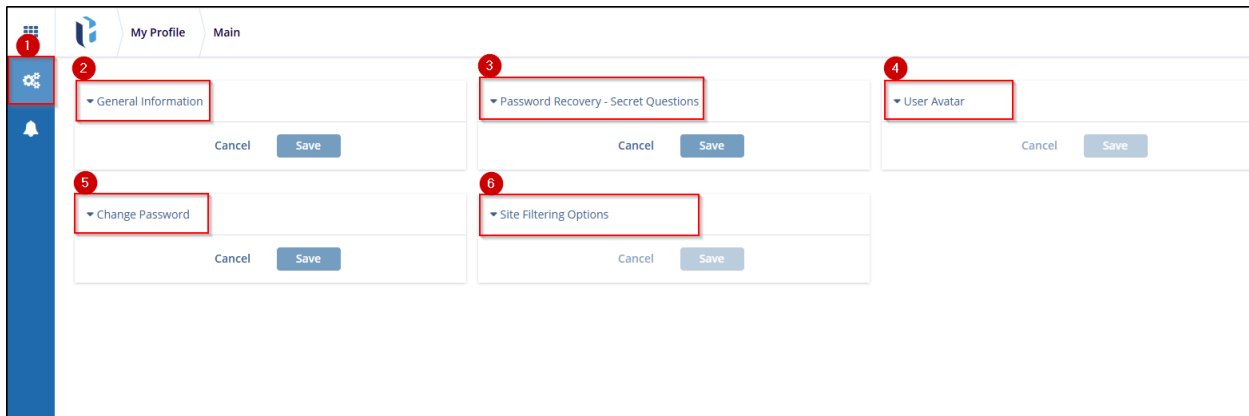 My Profile
Main
1
2
General Information
Cancel
Save
3
Password Recovery - Secret Questions
Cancel
Save
4
User Avatar
Cancel
Save
5
Change Password
Cancel
Save
6
Site Filtering Options
Cancel
Save